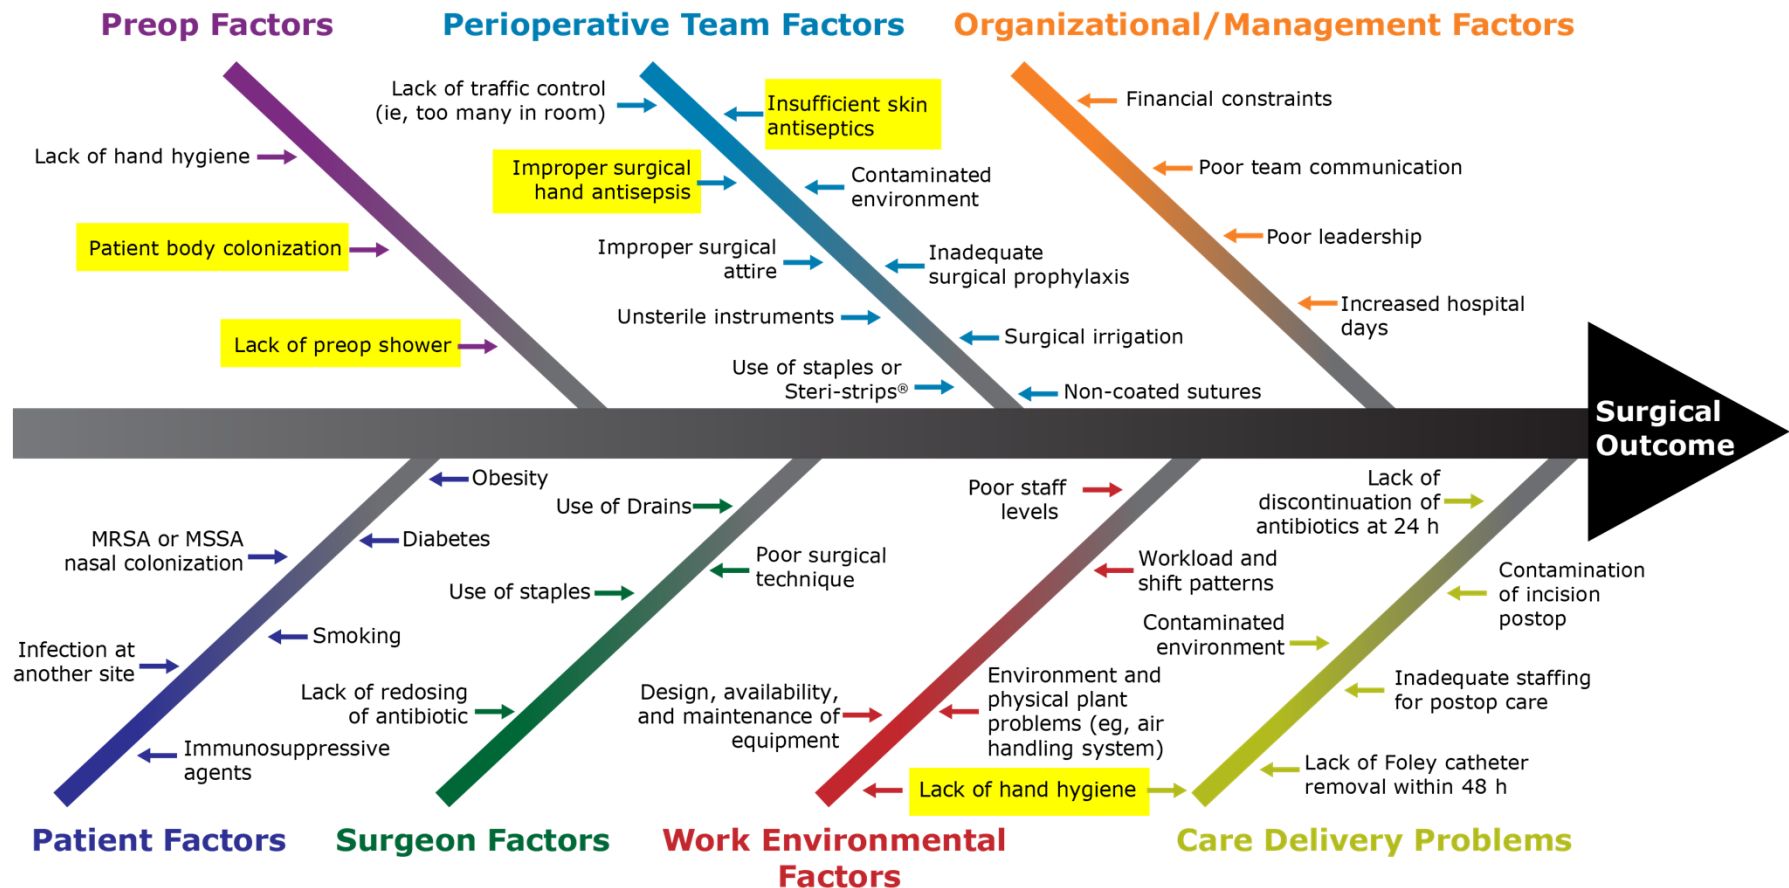 Preop Factors
Perioperative Team Factors
Organizational/Management Factors
Lack of hand hygiene
Patient body colonization
Lack of preop shower
Lack of traffic control
(ie, too many in room)
Insufficient skin
antiseptics
Improper surgical
hand antisepsis
Contaminated
environment
Improper surgical
attire
Inadequate
surgical prophylaxis
Unsterile instruments
Surgical irrigation
Use of staples or
Steri-strips®
Non-coated sutures
Financial constraints
Poor team communication
Poor leadership
Increased hospital
days
Surgical
Outcome
Obesity
MRSA or MSSA
nasal colonization
Diabetes
Smoking
Infection at
another site
Immunosuppressive
agents
Use of Drains
Poor surgical
technique
Use of staples
Lack of redosing
of antibiotic
Poor staff
levels
Workload and
shift patterns
Design, availability,
and maintenance of
equipment
Environment and
physical plant
problems (eg, air
handling system)
Lack of hand hygiene
Lack of
discontinuation of
antibiotics at 24 h
Contamination
of incision
postop
Contaminated
environment
Inadequate staffing
for postop care
Lack of Foley catheter
removal within 48 h
Patient Factors
Surgeon Factors
Work Environmental
Factors
Care Delivery Problems